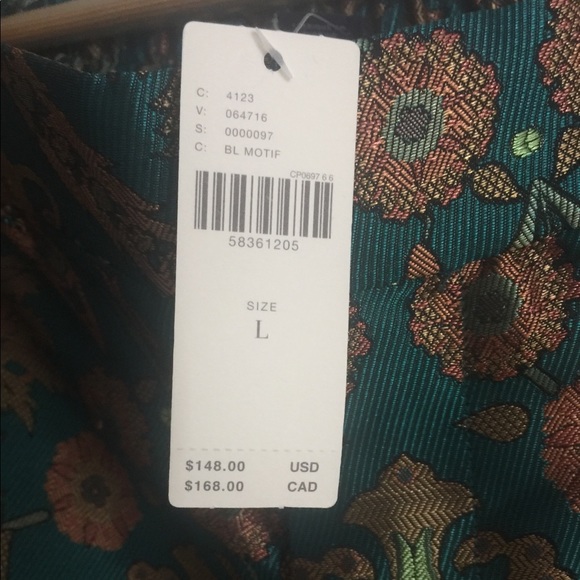 C: 4123
V: 064716
S: 0000097
C: BL MOTIF
CP0697 6 6
58361205
SIZE
L
$148.00 USD
$168.00 CAD